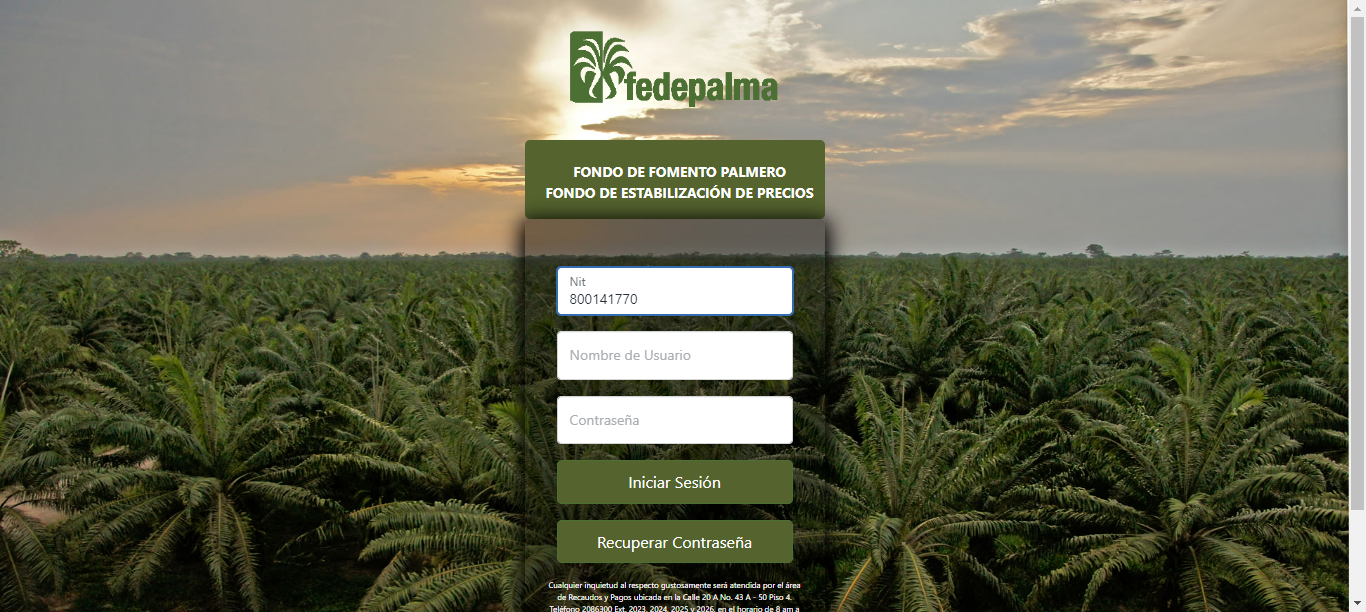 fedepalma
FONDO DE FOMENTO PALMERO
FONDO DE ESTABILIZACIÓN DE PRECIOS
Nit
800141770
Nombre de Usuario
Contraseña
Iniciar Sesión
Recuperar Contraseña
Cualquier inquietud al respecto gustosamente será atendida por el área
de Recaudos y Pagos ubicada en la Calle 20 A No. 43 A - 50 Piso 4.
Teléfono 2086300 Ext. 2023, 2024, 2025 y 2026, en el horario de 8 am a